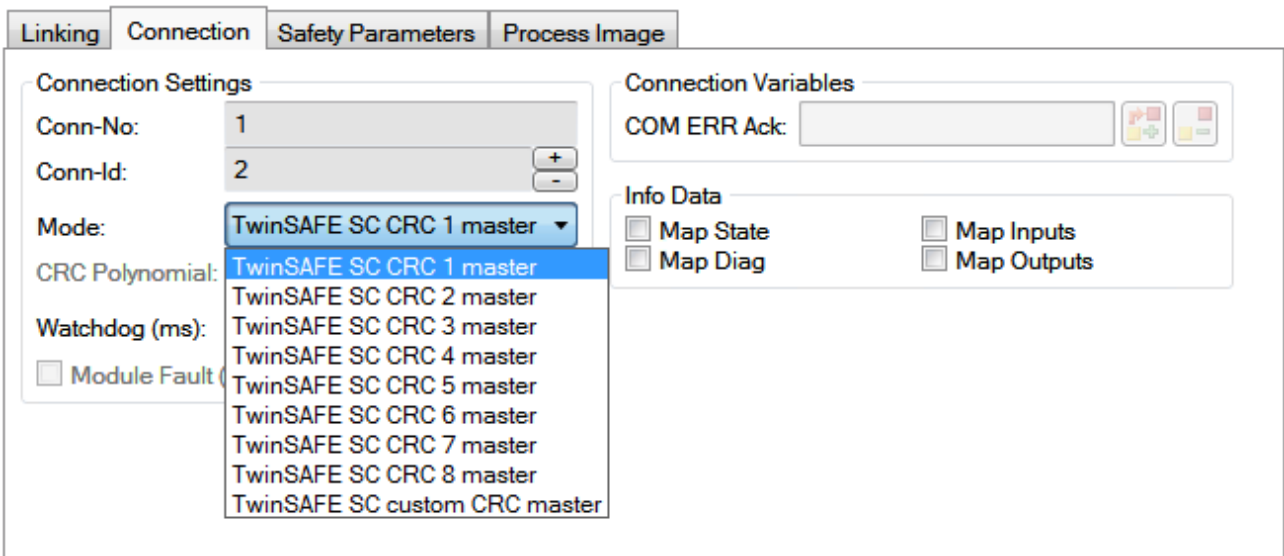 Linking Connection Safety Parameters Process Image
Connection Settings
Conn-No: 1
Conn-Id: 2
+
-
Mode: TwinSAFE SC CRC 1 master
CRC Polynomial:
Watchdog (ms):
Module Fault (
TwinSAFE SC CRC 1 master
TwinSAFE SC CRC 2 master
TwinSAFE SC CRC 3 master
TwinSAFE SC CRC 4 master
TwinSAFE SC CRC 5 master
TwinSAFE SC CRC 6 master
TwinSAFE SC CRC 7 master
TwinSAFE SC CRC 8 master
TwinSAFE SC custom CRC master
Connection Variables
COM ERR Ack:
Info Data
Map State Map Inputs
Map Diag Map Outputs